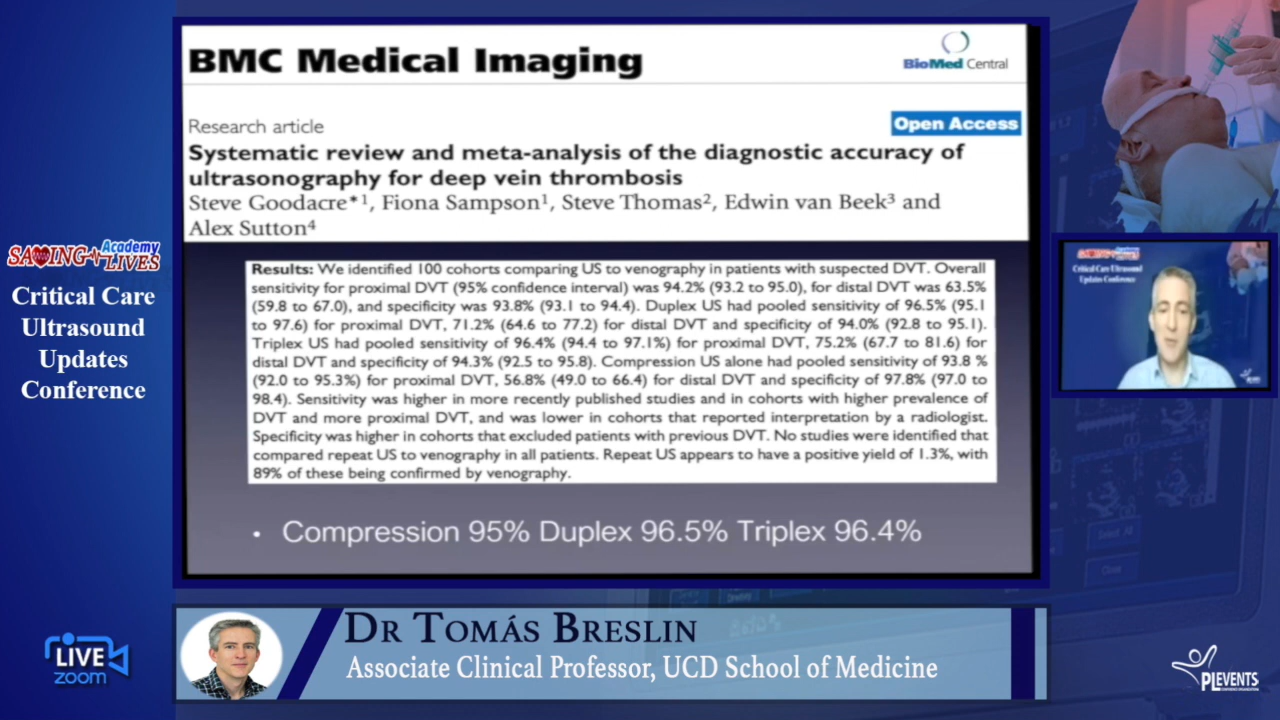 BMC Medical Imaging
BioMed Central
Research article
Open Access
Systematic review and meta-analysis of the diagnostic accuracy of
ultrasonography for deep vein thrombosis
Steve Goodacre*1, Fiona Sampson1, Steve Thomas2, Edwin van Beek3 and
Alex Sutton4
Results: We identified 100 cohorts comparing US to venography in patients with suspected DVT. Overall
sensitivity for proximal DVT (95% confidence interval) was 94.2% (93.2 to 95.0), for distal DVT was 63.5%
(59.8 to 67.0), and specificity was 93.8% (93.1 to 94.4). Duplex US had pooled sensitivity of 96.5% (95.1
to 97.6) for proximal DVT, 71.2% (64.6 to 77.2) for distal DVT and specificity of 94.0% (92.8 to 95.1).
Triplex US had pooled sensitivity of 96.4% (94.4 to 97.1%) for proximal DVT, 75.2% (67.7 to 81.6) for
distal DVT and specificity of 94.3% (92.5 to 95.8). Compression US alone had pooled sensitivity of 93.8 %
(92.0 to 95.3%) for proximal DVT, 56.8% (49.0 to 66.4) for distal DVT and specificity of 97.8% (97.0 to
98.4). Sensitivity was higher in more recently published studies and in cohorts with higher prevalence of
DVT and more proximal DVT, and was lower in cohorts that reported interpretation by a radiologist.
Specificity was higher in cohorts that excluded patients with previous DVT. No studies were identified that
compared repeat US to venography in all patients. Repeat US appears to have a positive yield of 1.3%, with
89% of these being confirmed by venography.
• Compression 95% Duplex 96.5% Triplex 96.4%
SAVING Academy
LIVES
Critical Care
Ultrasound
Updates
Conference
SAVING Academy
LIVES
Critical Care Ultrasound
Updates Conference
LIVE
zoom
DR TOMÁS BRESLIN
Associate Clinical Professor, UCD School of Medicine
PLEVENTS
Select All
Close